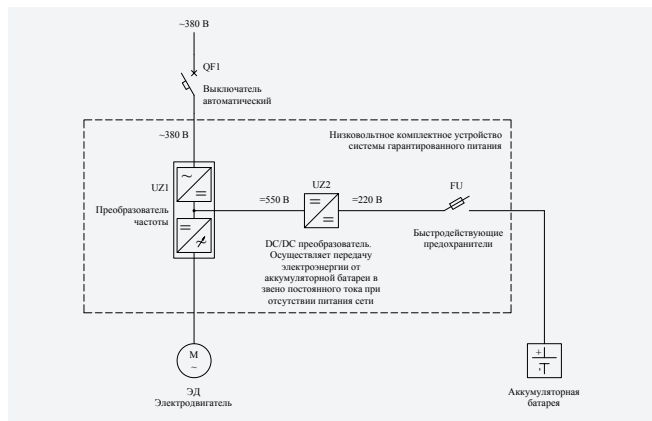 ~380 В
QF1
Выключатель
автоматический
~380 В
Низковольтное комплектное устройство
системы гарантированного питания
UZ1
Преобразователь
частоты
=550 В
UZ2
=220 В
FU
Быстродействующие
предохранители
DC/DC преобразователь.
Осуществляет передачу
электроэнергии от
аккумуляторной батареи в
звено постоянного тока при
отсутствии питания сети
М
~
ЭД
Электродвигатель
+
-
Аккумуляторная
батарея